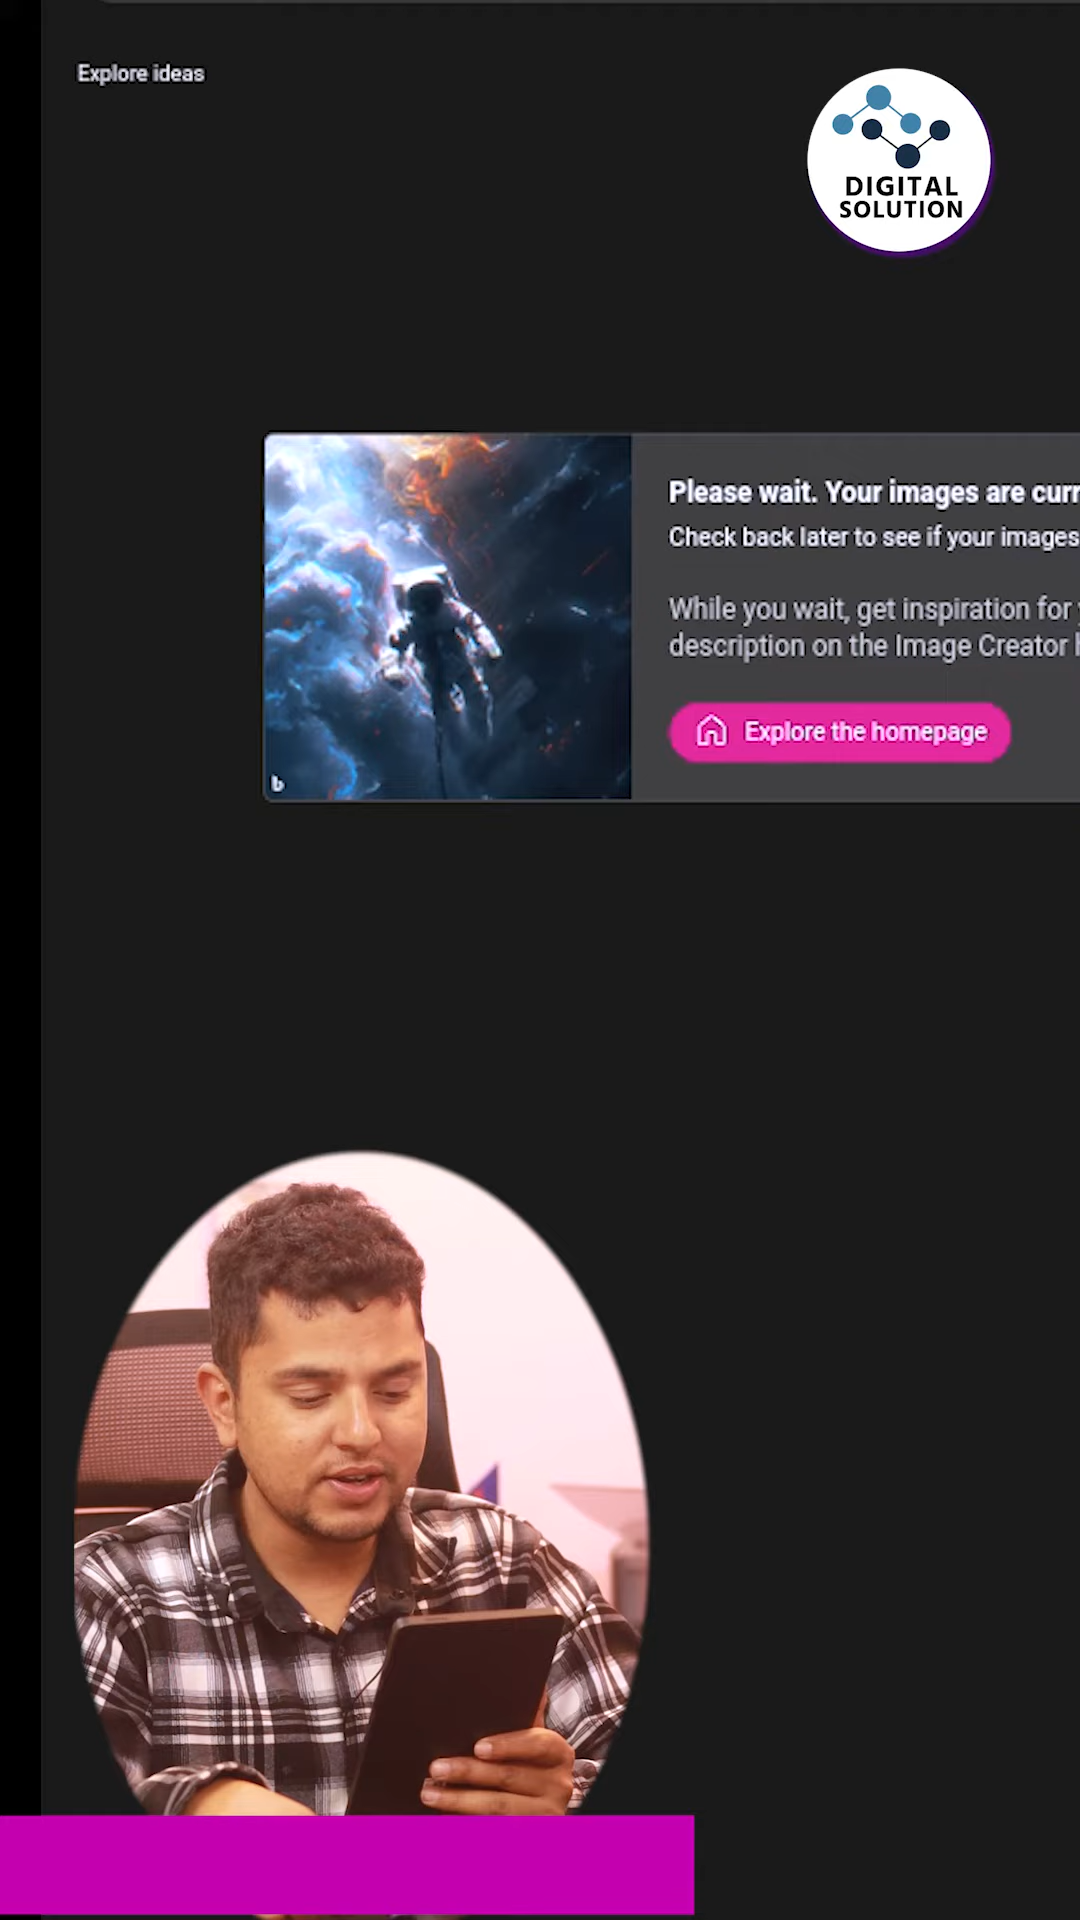 Explore ideas
DIGITAL
SOLUTION
Please wait. Your images are curr
Check back later to see if your images
While you wait, get inspiration for
description on the Image Creator
Explore the homepage
b